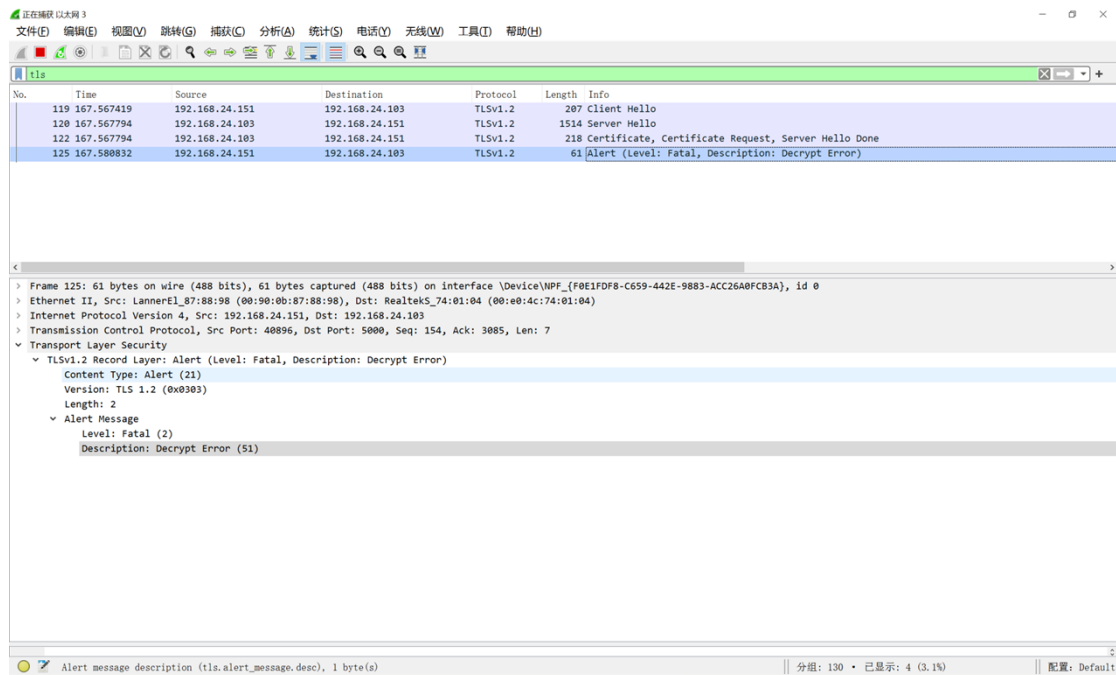 正在捕获 以太网 3
文件(F) 编辑(E) 视图(V) 跳转(G) 捕获(C) 分析(A) 统计(S) 电话(Y) 无线(W) 工具(T) 帮助(H)
tls
No. Time Source Destination Protocol Length Info
119 167.567419 192.168.24.151 192.168.24.103 TLSv1.2 207 Client Hello
120 167.567794 192.168.24.103 192.168.24.151 TLSv1.2 1514 Server Hello
122 167.567794 192.168.24.103 192.168.24.151 TLSv1.2 218 Certificate, Certificate Request, Server Hello Done
125 167.580832 192.168.24.151 192.168.24.103 TLSv1.2 61 Alert (Level: Fatal, Description: Decrypt Error)
Frame 125: 61 bytes on wire (488 bits), 61 bytes captured (488 bits) on interface \Device\NPF_{F0E1FDF8-C659-442E-9883-ACC26A0FCB3A}, id 0
Ethernet II, Src: LannerEl_87:88:98 (00:90:0b:87:88:98), Dst: RealtekS_74:01:04 (00:e0:4c:74:01:04)
Internet Protocol Version 4, Src: 192.168.24.151, Dst: 192.168.24.103
Transmission Control Protocol, Src Port: 40896, Dst Port: 5000, Seq: 154, Ack: 3085, Len: 7
Transport Layer Security
TLSv1.2 Record Layer: Alert (Level: Fatal, Description: Decrypt Error)
Content Type: Alert (21)
Version: TLS 1.2 (0x0303)
Length: 2
Alert Message
Level: Fatal (2)
Description: Decrypt Error (51)
Alert message description (tls.alert_message.desc), 1 byte(s) 分组: 130 • 已显示: 4 (3.1%) 配置: Default